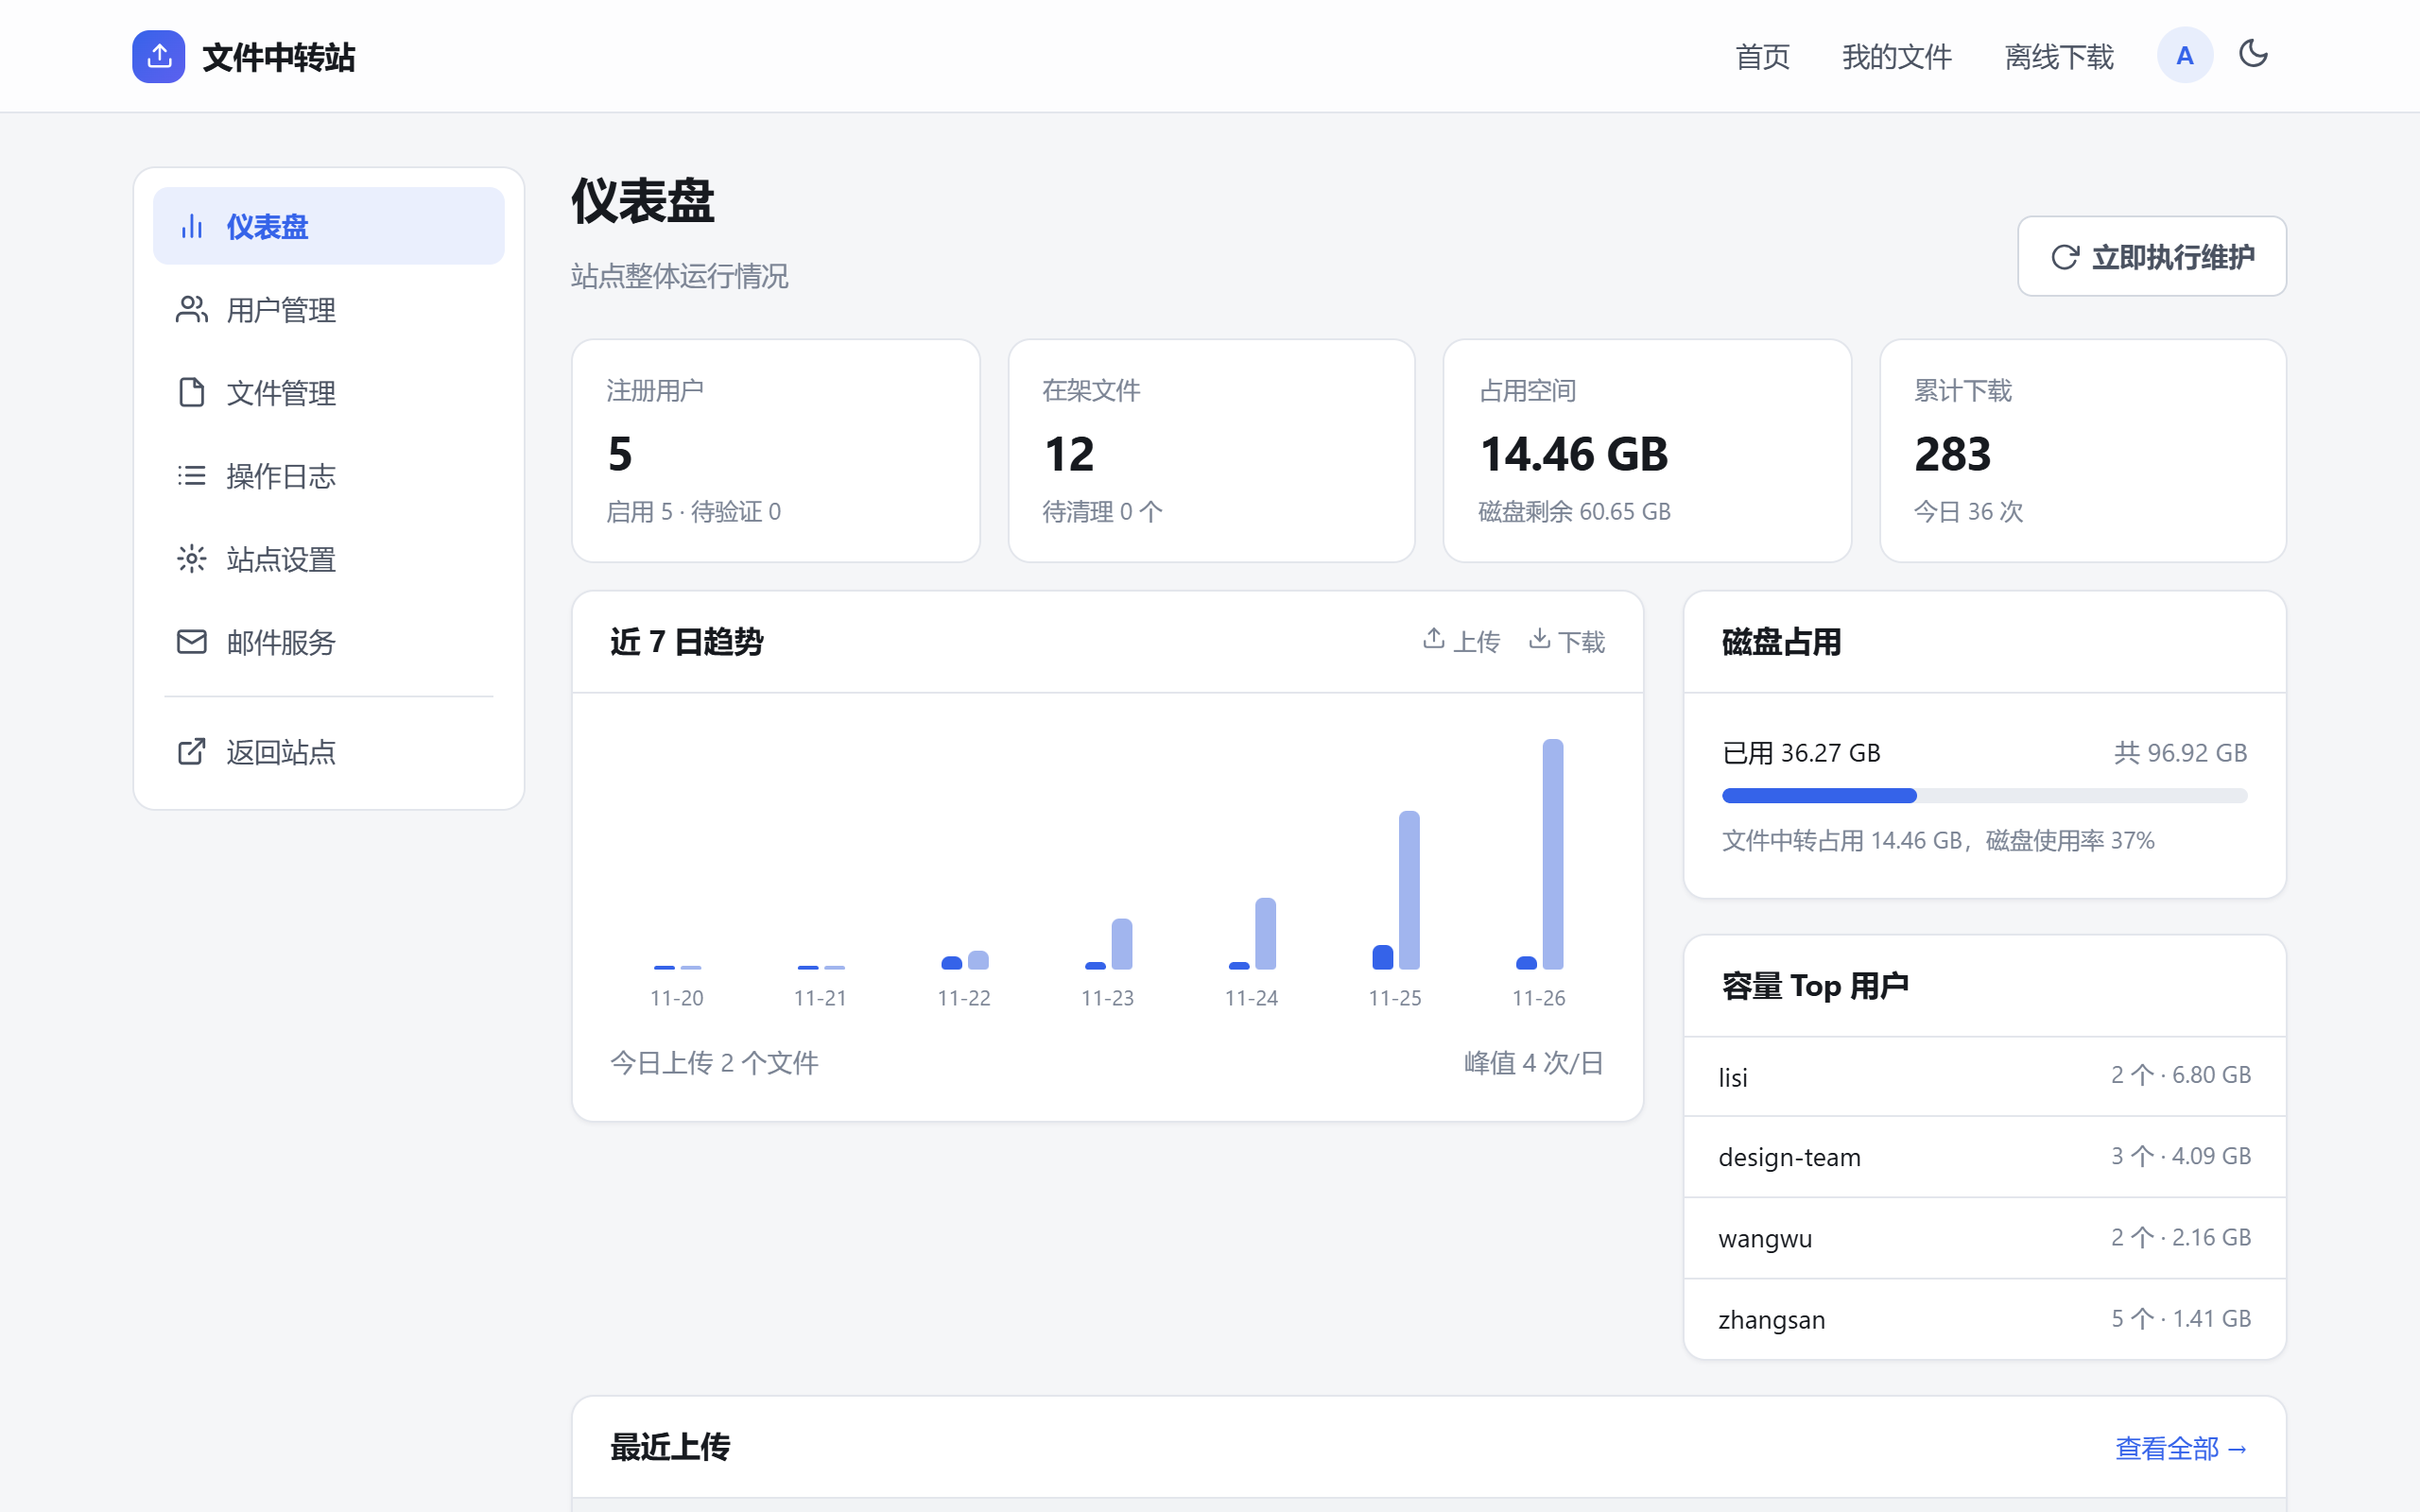 文件中转站
首页 我的文件 离线下载 A
仪表盘
用户管理
文件管理
操作日志
站点设置
邮件服务
返回站点
仪表盘
站点整体运行情况
立即执行维护
注册用户
5
启用 5 · 待验证 0
在架文件
12
待清理 0 个
占用空间
14.46 GB
磁盘剩余 60.65 GB
累计下载
283
今日 36 次
近 7 日趋势
上传 下载
11-20 11-21 11-22 11-23 11-24 11-25 11-26
今日上传 2 个文件
峰值 4 次/日
磁盘占用
已用 36.27 GB 共 96.92 GB
文件中转占用 14.46 GB，磁盘使用率 37%
容量 Top 用户
lisi 2 个 · 6.80 GB
design-team 3 个 · 4.09 GB
wangwu 2 个 · 2.16 GB
zhangsan 5 个 · 1.41 GB
最近上传
查看全部 →